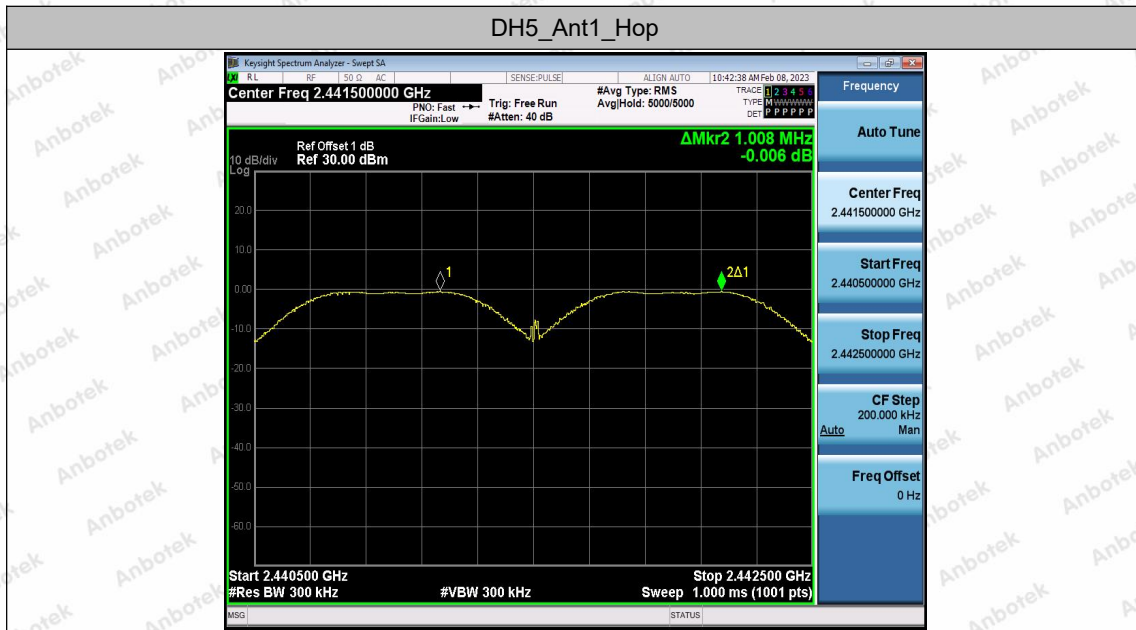 DH5_Ant1_Hop
Keysight Spectrum Analyzer - Swept SA
RL RF 50 Ω AC SENSE:PULSE ALIGN AUTO 10:42:38 AM Feb 08, 2023
Center Freq 2.441500000 GHz
PNO: Fast
IFGain:Low
Trig: Free Run
#Atten: 40 dB
#Avg Type: RMS
Avg|Hold: 5000/5000
TRACE 1 2 3 4 5 6
TYPE M WWWWW
DET P P P P P P
Ref Offset 1 dB
10 dB/div Ref 30.00 dBm
Log
ΔMkr2 1.008 MHz
-0.006 dB
20.0
10.0
0.00
-10.0
-20.0
-30.0
-40.0
-50.0
-60.0
1
2Δ1
Start 2.440500 GHz Stop 2.442500 GHz
#Res BW 300 kHz #VBW 300 kHz Sweep 1.000 ms (1001 pts)
MSG STATUS
Frequency
Auto Tune
Center Freq
2.441500000 GHz
Start Freq
2.440500000 GHz
Stop Freq
2.442500000 GHz
CF Step
200.000 kHz
Auto Man
Freq Offset
0 Hz
Anbotek